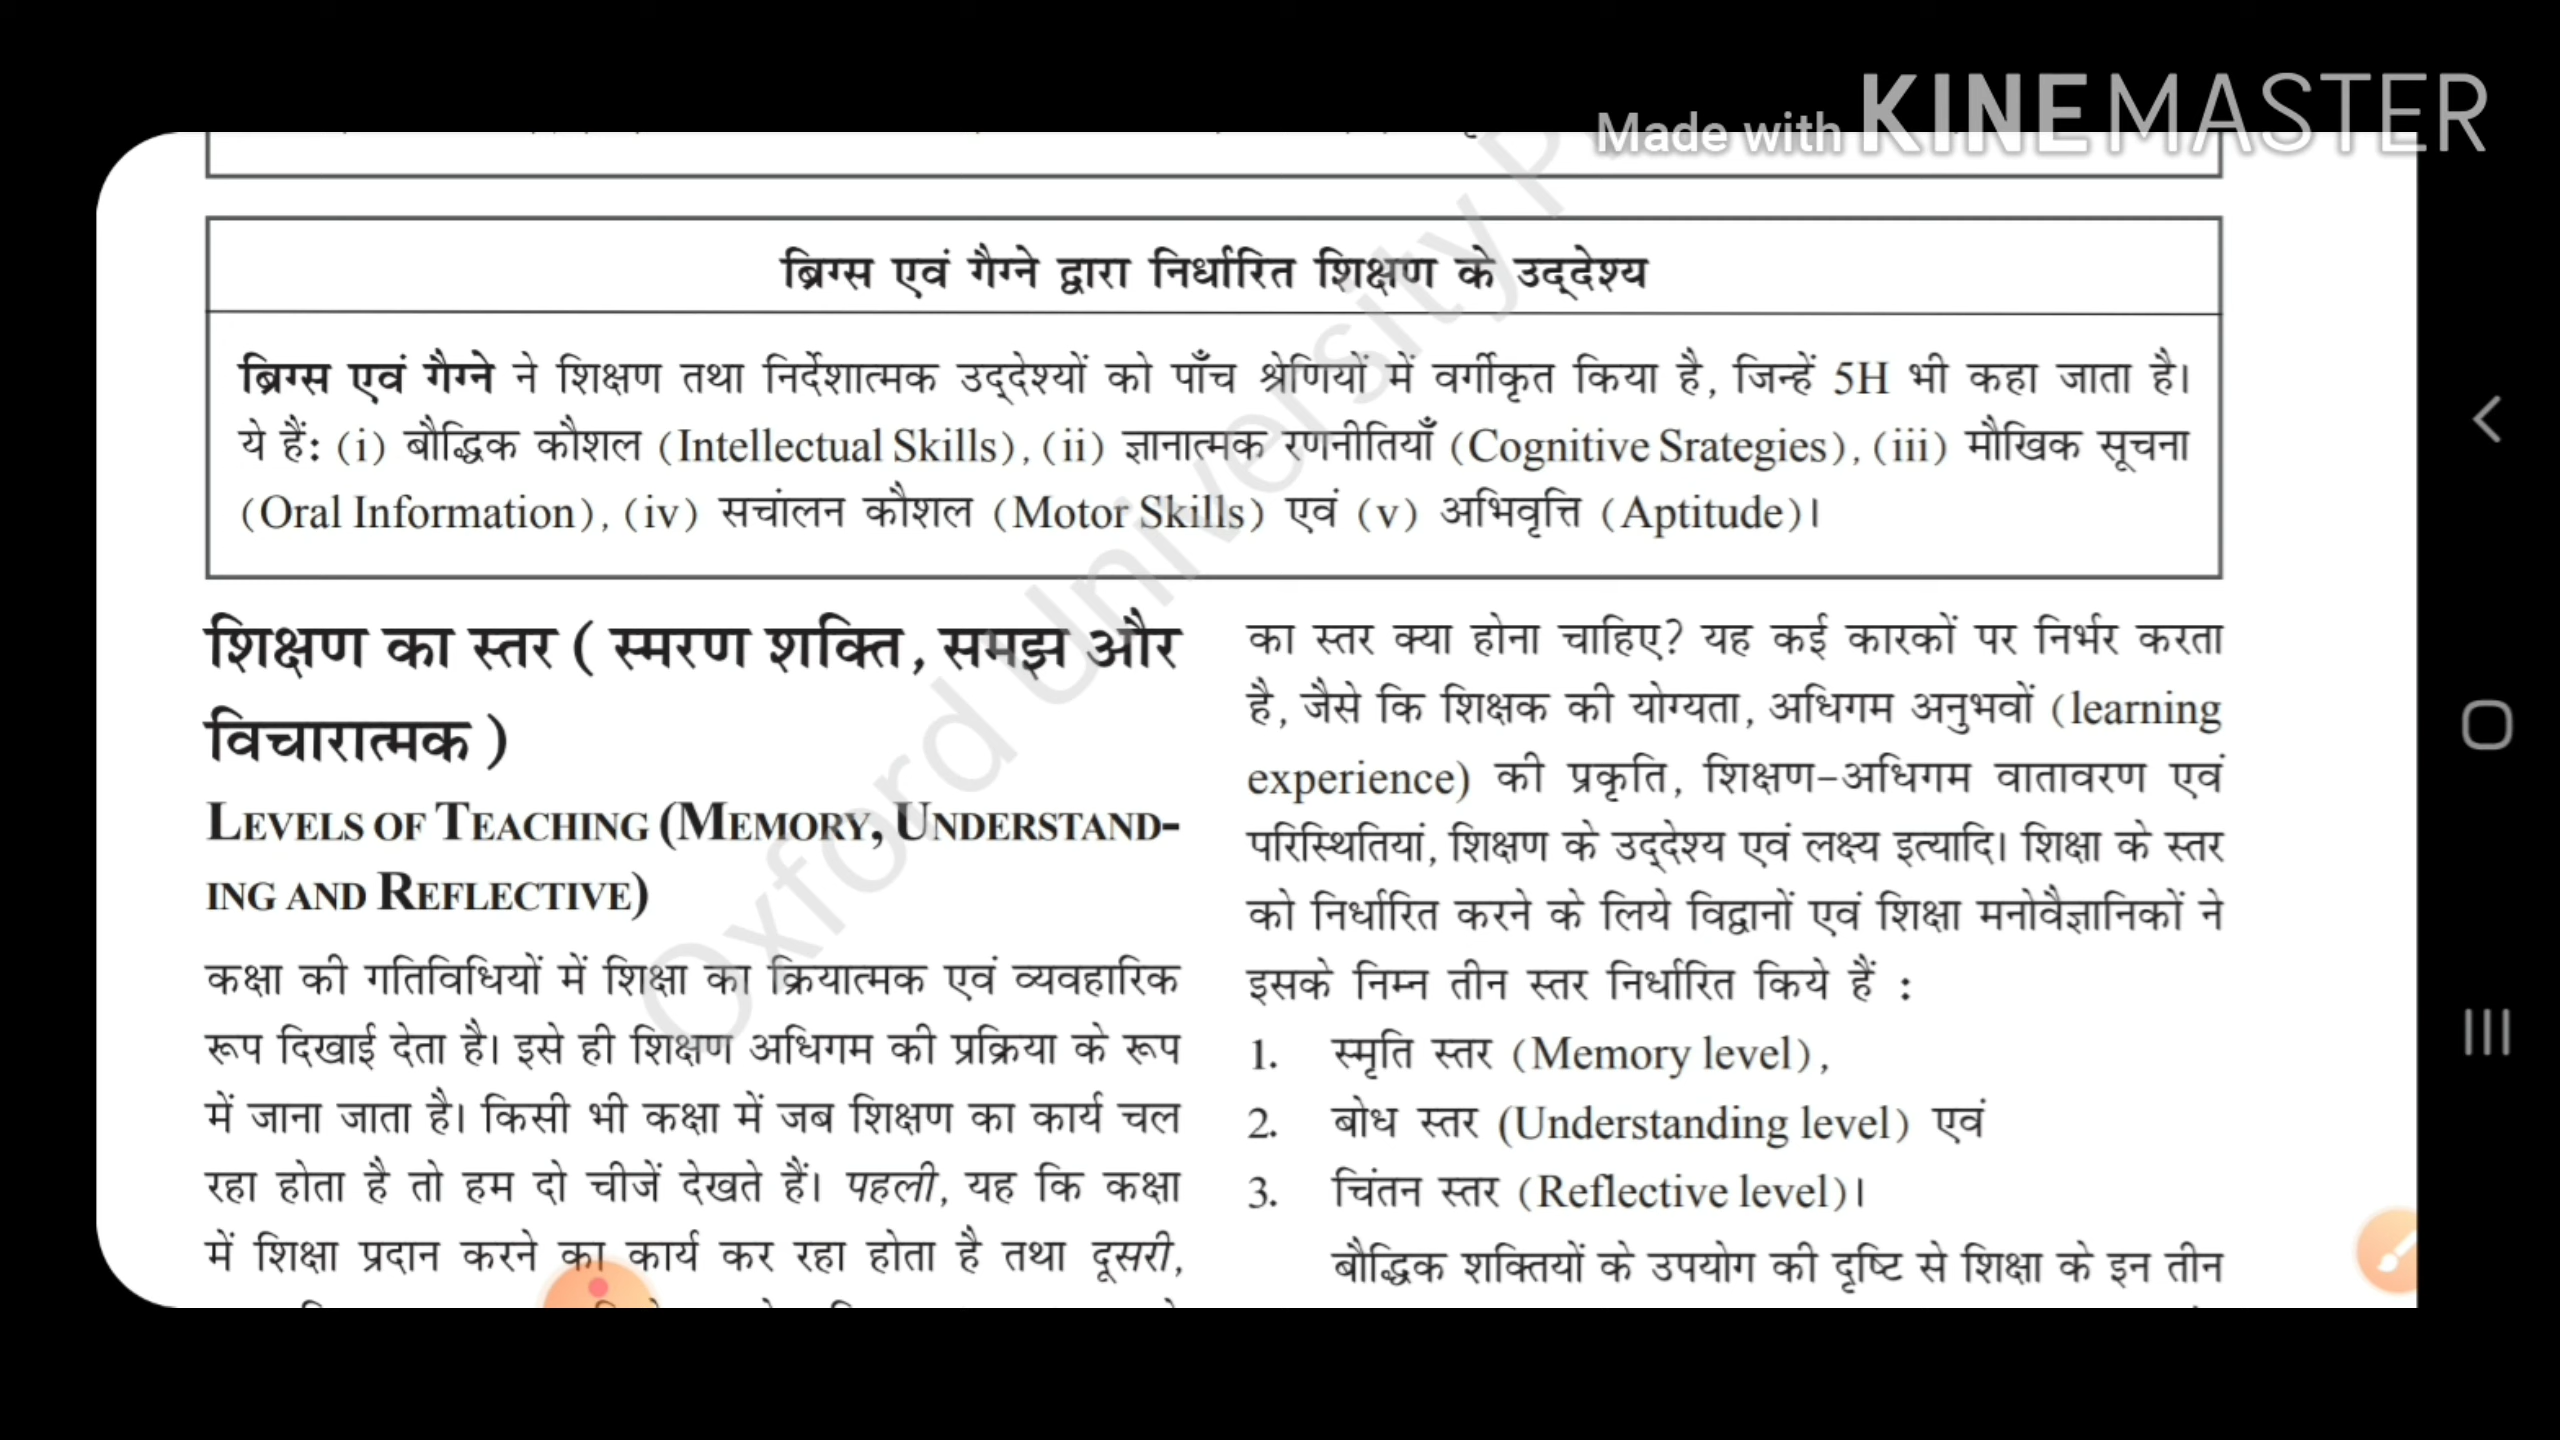 Made with KINEMASTER
ब्रिग्स एवं गैग्ने द्वारा निर्धारित शिक्षण के उद्‌देश्य
ब्रिग्स एवं गैग्ने ने शिक्षण तथा निर्देशात्मक उद्‌देश्यों को पाँच श्रेणियों में वर्गीकृत किया है, जिन्हें 5H भी कहा जाता है।
ये हैं: (i) बौद्धिक कौशल (Intellectual Skills), (ii) ज्ञानात्मक रणनीतियाँ (Cognitive Srategies), (iii) मौखिक सूचना
(Oral Information), (iv) सचांलन कौशल (Motor Skills) एवं (v) अभिवृत्ति (Aptitude)।
शिक्षण का स्तर ( स्मरण शक्ति, समझ और
विचारात्मक )
LEVELS OF TEACHING (MEMORY, UNDERSTAND-
ING AND REFLECTIVE)
कक्षा की गतिविधियों में शिक्षा का क्रियात्मक एवं व्यवहारिक
रूप दिखाई देता है। इसे ही शिक्षण अधिगम की प्रक्रिया के रूप
में जाना जाता है। किसी भी कक्षा में जब शिक्षण का कार्य चल
रहा होता है तो हम दो चीजें देखते हैं। पहली, यह कि कक्षा
में शिक्षा प्रदान करने का कार्य कर रहा होता है तथा दूसरी,
का स्तर क्या होना चाहिए? यह कई कारकों पर निर्भर करता
है, जैसे कि शिक्षक की योग्यता, अधिगम अनुभवों (learning
experience) की प्रकृति, शिक्षण-अधिगम वातावरण एवं
परिस्थितियां, शिक्षण के उद्‌देश्य एवं लक्ष्य इत्यादि। शिक्षा के स्तर
को निर्धारित करने के लिये विद्वानों एवं शिक्षा मनोवैज्ञानिकों ने
इसके निम्न तीन स्तर निर्धारित किये हैं :
1. स्मृति स्तर (Memory level),
2. बोध स्तर (Understanding level) एवं
3. चिंतन स्तर (Reflective level)।
बौद्धिक शक्तियों के उपयोग की दृष्टि से शिक्षा के इन तीन
Oxford University P